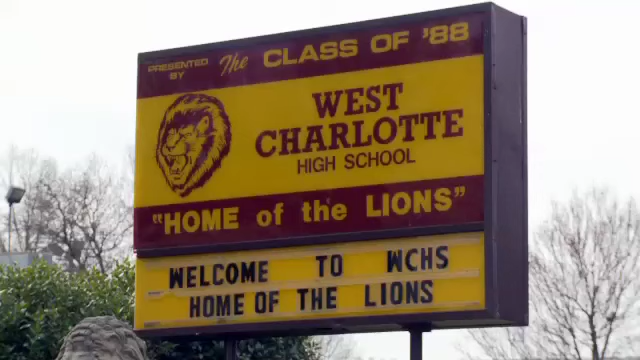 PRESENTED BY The CLASS OF '88
WEST
CHARLOTTE
HIGH SCHOOL
"HOME of the LIONS"
WELCOME TO WCHS
HOME OF THE LIONS